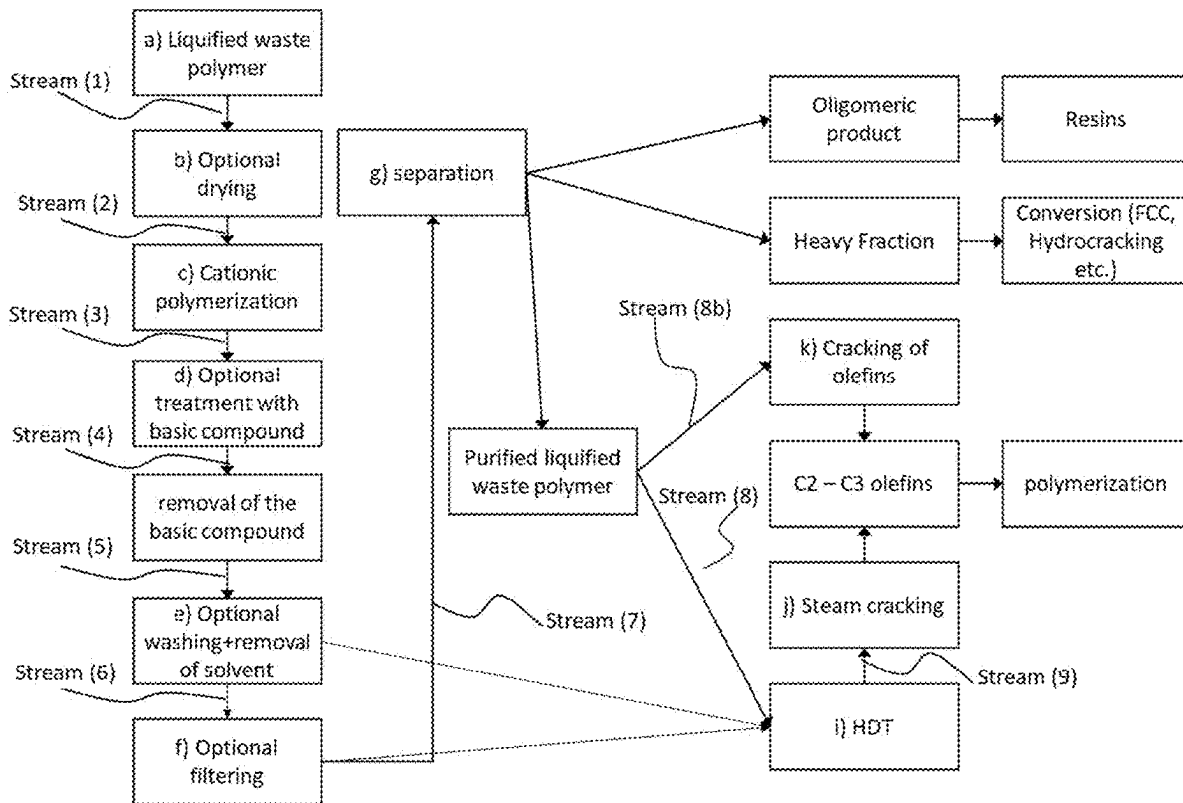 a) Liquified waste
polymer
Stream (1)
b) Optional
drying
Stream (2)
c) Cationic
polymerization
Stream (3)
d) Optional
treatment with
basic compound
Stream (4)
removal of the
basic compound
Stream (5)
e) Optional
washing+removal
of solvent
Stream (6)
f) Optional
filtering
g) separation
Stream (7)
Purified liquified
waste polymer
Oligomeric
product
Resins
Heavy Fraction
Conversion (FCC,
Hydrocracking
etc.)
Stream (8b)
k) Cracking of
olefins
Stream (8)
C2 – C3 olefins
polymerization
j) Steam cracking
Stream (9)
i) HDT